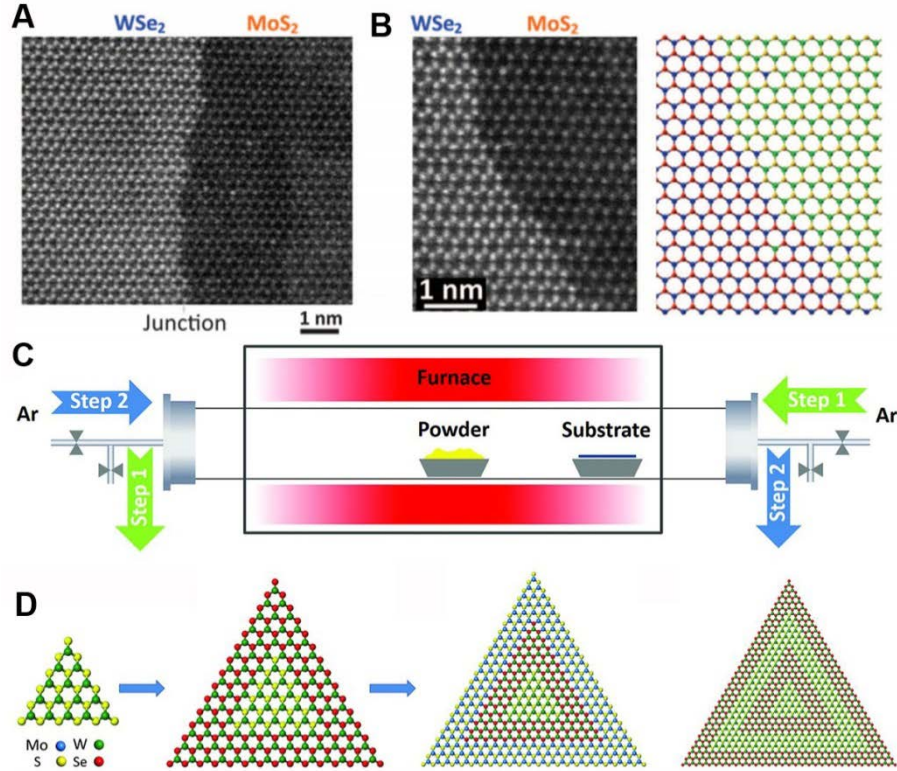 A
WSe₂ MoS₂
Junction
1 nm
B
WSe₂ MoS₂
1 nm
C
Ar
Step 2
Step 1
Furnace
Powder
Substrate
Step 1
Ar
Step 2
D
Mo W
S Se